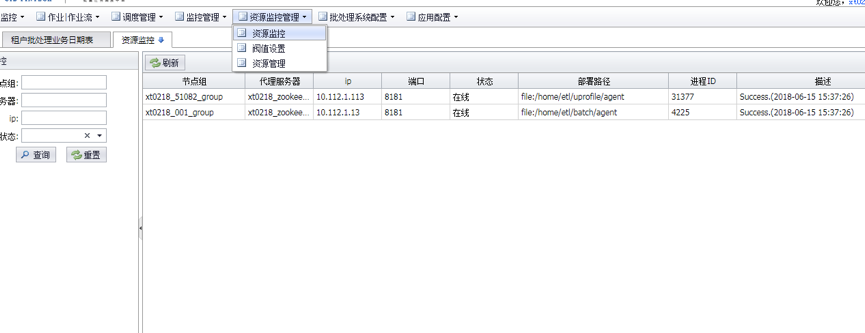 欢迎您：xt02
监控 作业|作业流 调度管理 监控管理 资源监控管理 批处理系统配置 应用配置
资源监控
阀值设置
资源管理
租户批处理业务日期表 资源监控
控
刷新
节点组 代理服务器 ip 端口 状态 部署路径 进程ID 描述
xt0218_51082_group xt0218_zookee... 10.112.1.113 8181 在线 file:/home/etl/uprofile/agent 31377 Success.(2018-06-15 15:37:26)
xt0218_001_group xt0218_zookee... 10.112.1.13 8181 在线 file:/home/etl/batch/agent 4225 Success.(2018-06-15 15:37:26)
点组:
务器:
ip:
状态:
查询 重置